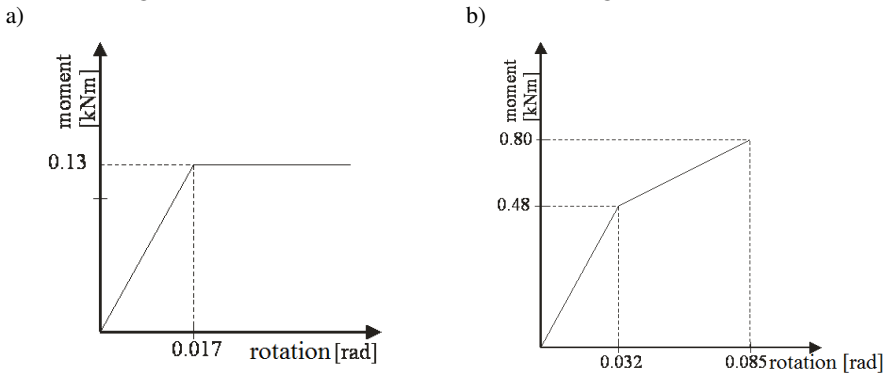 a)
moment
[kNm]
0.13
0.017
rotation [rad]
b)
moment
[kNm]
0.80
0.48
0.032
0.085
rotation [rad]